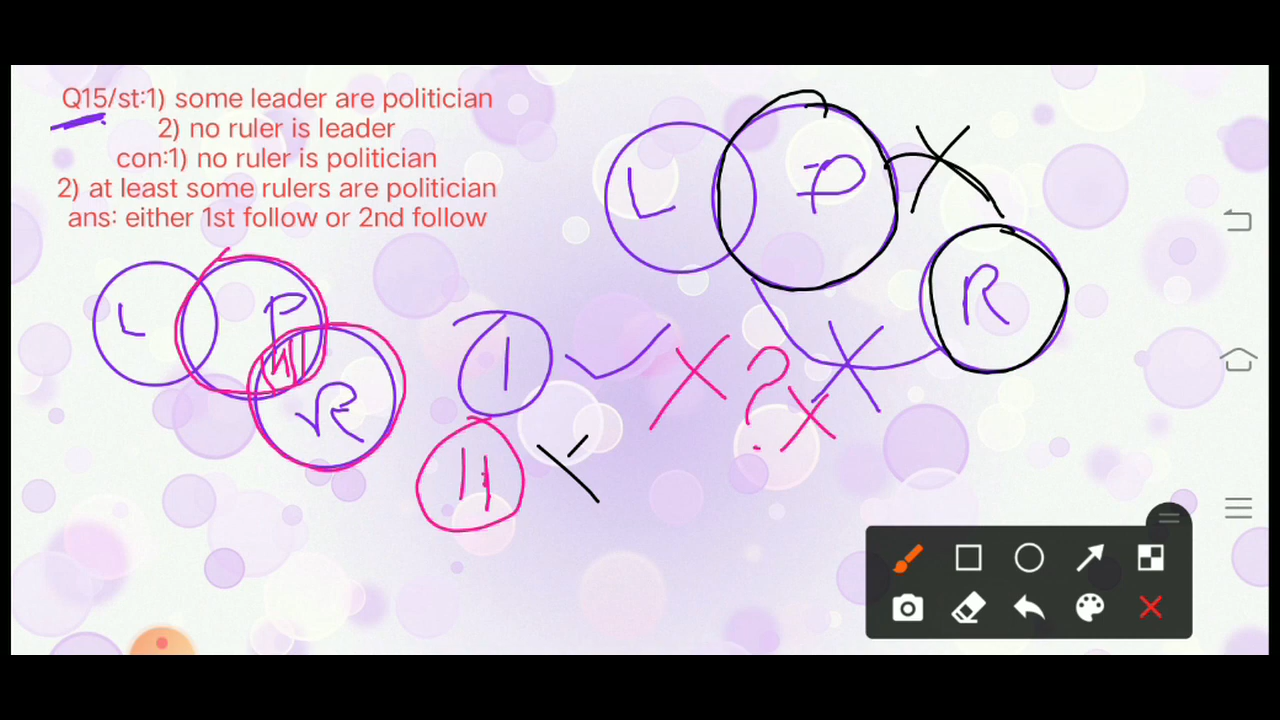 Q15/st:1) some leader are politician
2) no ruler is leader
con:1) no ruler is politician
2) at least some rulers are politician
ans: either 1st follow or 2nd follow
L P R
L P R
I
II
?